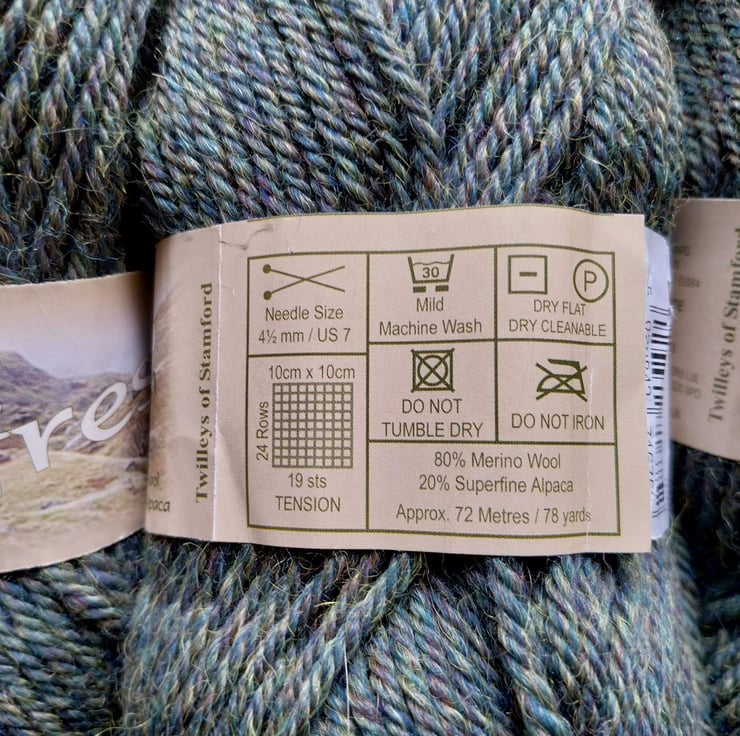 Twilleys of Stamford
Needle Size
4½ mm / US 7
30
Mild
Machine Wash
P
DRY FLAT
DRY CLEANABLE
10cm x 10cm
24 Rows
19 sts
TENSION
DO NOT
TUMBLE DRY
DO NOT IRON
80% Merino Wool
20% Superfine Alpaca
Approx. 72 Metres / 78 yards
Twilleys of Stamford